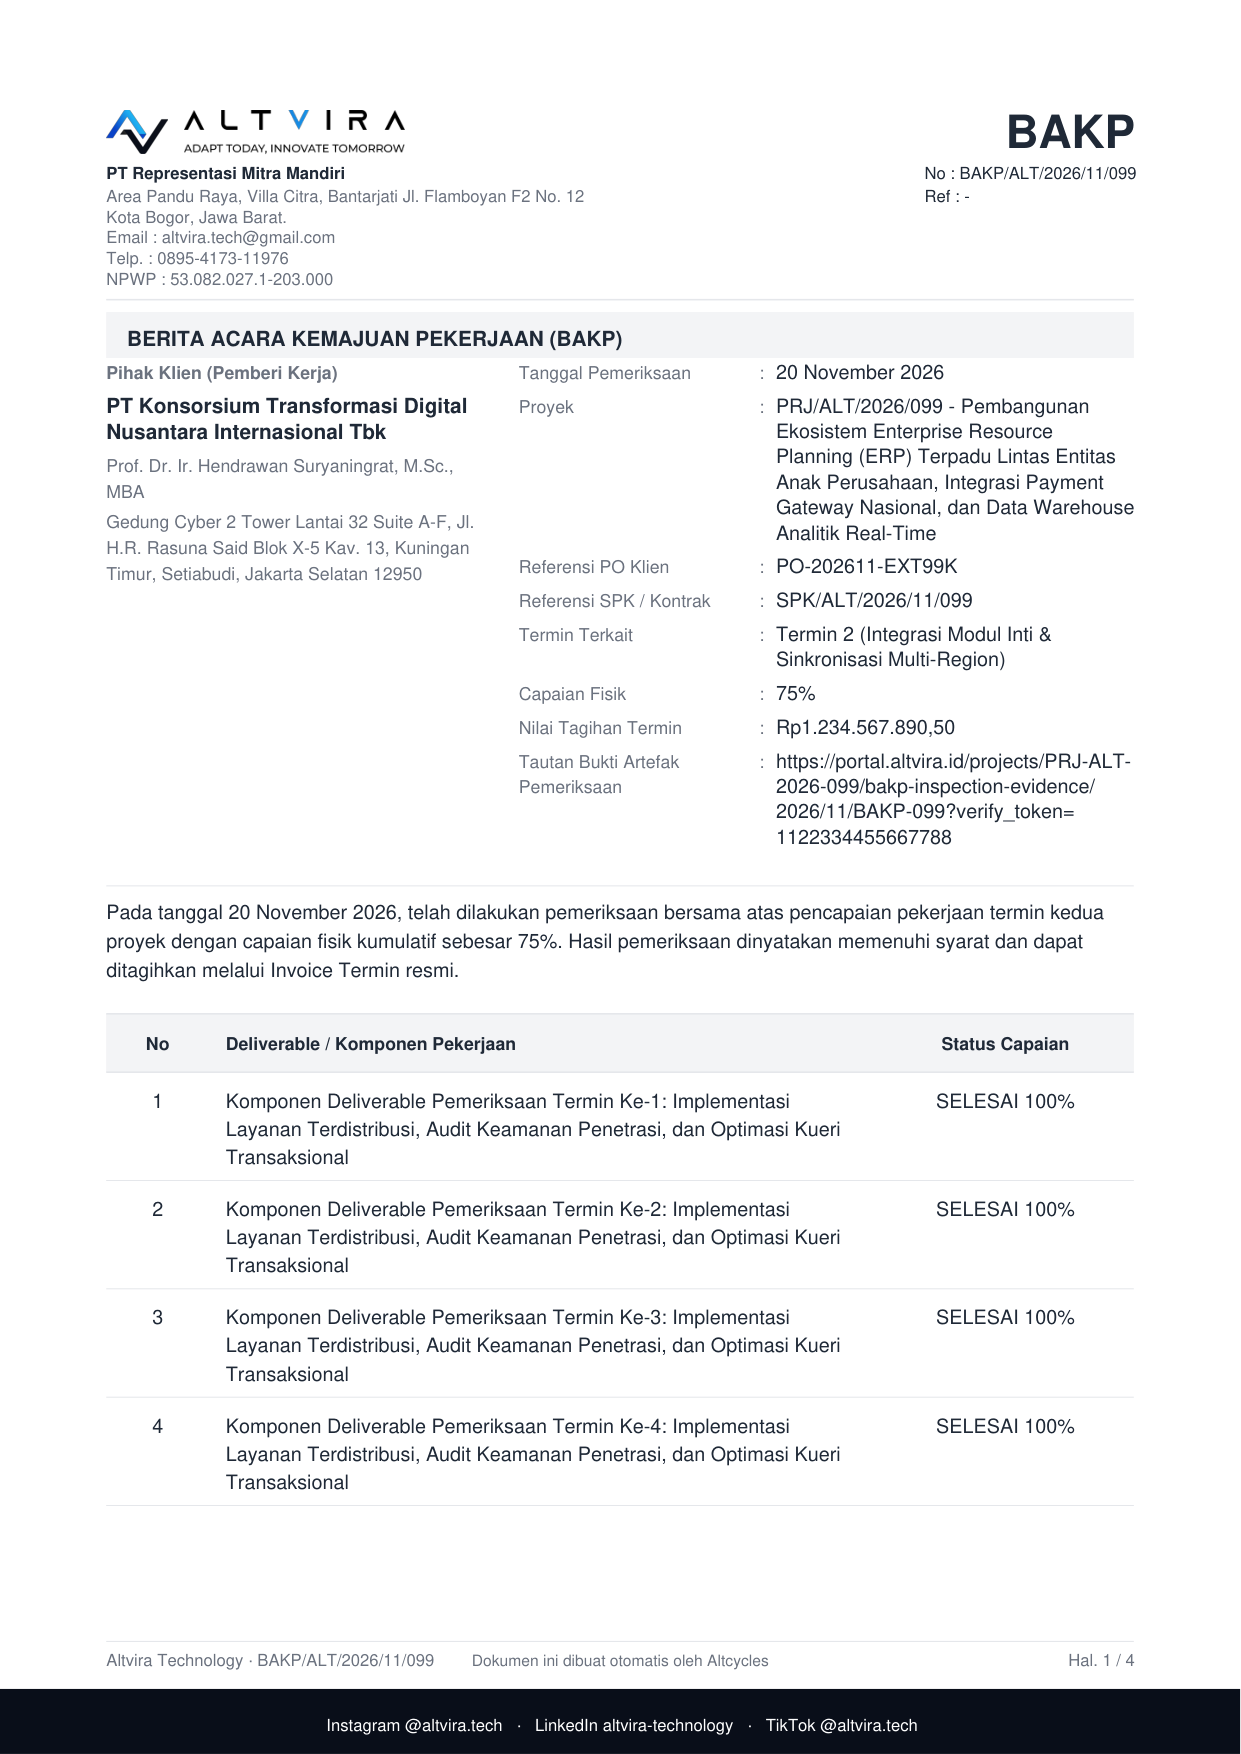 ALTVIRA
ADAPT TODAY, INNOVATE TOMORROW
BAKP
PT Representasi Mitra Mandiri
Area Pandu Raya, Villa Citra, Bantarjati Jl. Flamboyan F2 No. 12
Kota Bogor, Jawa Barat.
Email : altvira.tech@gmail.com
Telp. : 0895-4173-11976
NPWP : 53.082.027.1-203.000
No : BAKP/ALT/2026/11/099
Ref : -
BERITA ACARA KEMAJUAN PEKERJAAN (BAKP)
Pihak Klien (Pemberi Kerja)
PT Konsorsium Transformasi Digital
Nusantara Internasional Tbk
Prof. Dr. Ir. Hendrawan Suryaningrat, M.Sc.,
MBA
Gedung Cyber 2 Tower Lantai 32 Suite A-F, Jl.
H.R. Rasuna Said Blok X-5 Kav. 13, Kuningan
Timur, Setiabudi, Jakarta Selatan 12950
Tanggal Pemeriksaan : 20 November 2026
Proyek : PRJ/ALT/2026/099 - Pembangunan
Ekosistem Enterprise Resource
Planning (ERP) Terpadu Lintas Entitas
Anak Perusahaan, Integrasi Payment
Gateway Nasional, dan Data Warehouse
Analitik Real-Time
Referensi PO Klien : PO-202611-EXT99K
Referensi SPK / Kontrak : SPK/ALT/2026/11/099
Termin Terkait : Termin 2 (Integrasi Modul Inti &
Sinkronisasi Multi-Region)
Capaian Fisik : 75%
Nilai Tagihan Termin : Rp1.234.567.890,50
Tautan Bukti Artefak : https://portal.altvira.id/projects/PRJ-ALT-
Pemeriksaan 2026-099/bakp-inspection-evidence/
2026/11/BAKP-099?verify_token=
1122334455667788
Pada tanggal 20 November 2026, telah dilakukan pemeriksaan bersama atas pencapaian pekerjaan termin kedua
proyek dengan capaian fisik kumulatif sebesar 75%. Hasil pemeriksaan dinyatakan memenuhi syarat dan dapat
ditagihkan melalui Invoice Termin resmi.
No Deliverable / Komponen Pekerjaan Status Capaian
1 Komponen Deliverable Pemeriksaan Termin Ke-1: Implementasi SELESAI 100%
Layanan Terdistribusi, Audit Keamanan Penetrasi, dan Optimasi Kueri
Transaksional
2 Komponen Deliverable Pemeriksaan Termin Ke-2: Implementasi SELESAI 100%
Layanan Terdistribusi, Audit Keamanan Penetrasi, dan Optimasi Kueri
Transaksional
3 Komponen Deliverable Pemeriksaan Termin Ke-3: Implementasi SELESAI 100%
Layanan Terdistribusi, Audit Keamanan Penetrasi, dan Optimasi Kueri
Transaksional
4 Komponen Deliverable Pemeriksaan Termin Ke-4: Implementasi SELESAI 100%
Layanan Terdistribusi, Audit Keamanan Penetrasi, dan Optimasi Kueri
Transaksional
Altvira Technology · BAKP/ALT/2026/11/099 Dokumen ini dibuat otomatis oleh Altcycles Hal. 1 / 4
Instagram @altvira.tech · LinkedIn altvira-technology · TikTok @altvira.tech